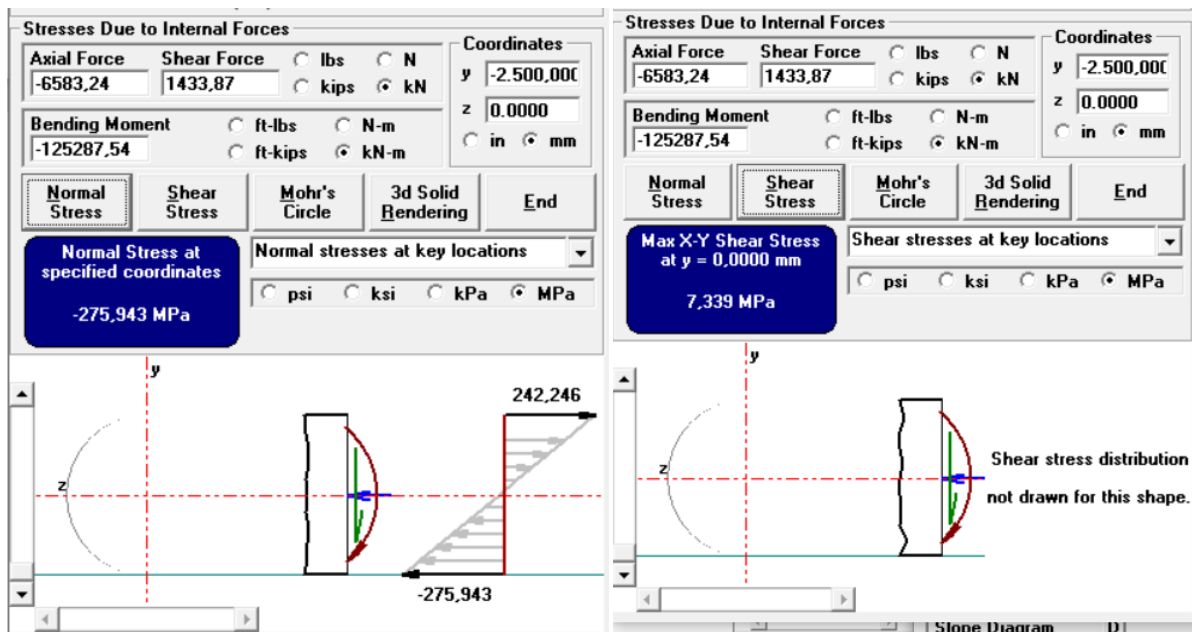 Stresses Due to Internal Forces
Axial Force Shear Force lbs N
-6583,24 1433,87 kips kN
Coordinates
y -2.500,000
z 0.0000
in mm
Bending Moment ft-lbs N-m
-125287,54 ft-kips kN-m
Normal Stress Shear Stress Mohr's Circle 3d Solid Rendering End
Normal Stress at
specified coordinates
-275,943 MPa
Normal stresses at key locations
psi ksi kPa MPa
y
242,246
z
-275,943
Stresses Due to Internal Forces
Axial Force Shear Force lbs N
-6583,24 1433,87 kips kN
Coordinates
y -2.500,000
z 0.0000
in mm
Bending Moment ft-lbs N-m
-125287,54 ft-kips kN-m
Normal Stress Shear Stress Mohr's Circle 3d Solid Rendering End
Max X-Y Shear Stress
at y = 0,0000 mm
7,339 MPa
Shear stresses at key locations
psi ksi kPa MPa
y
z
Shear stress distribution
not drawn for this shape.
Slope Diagram D